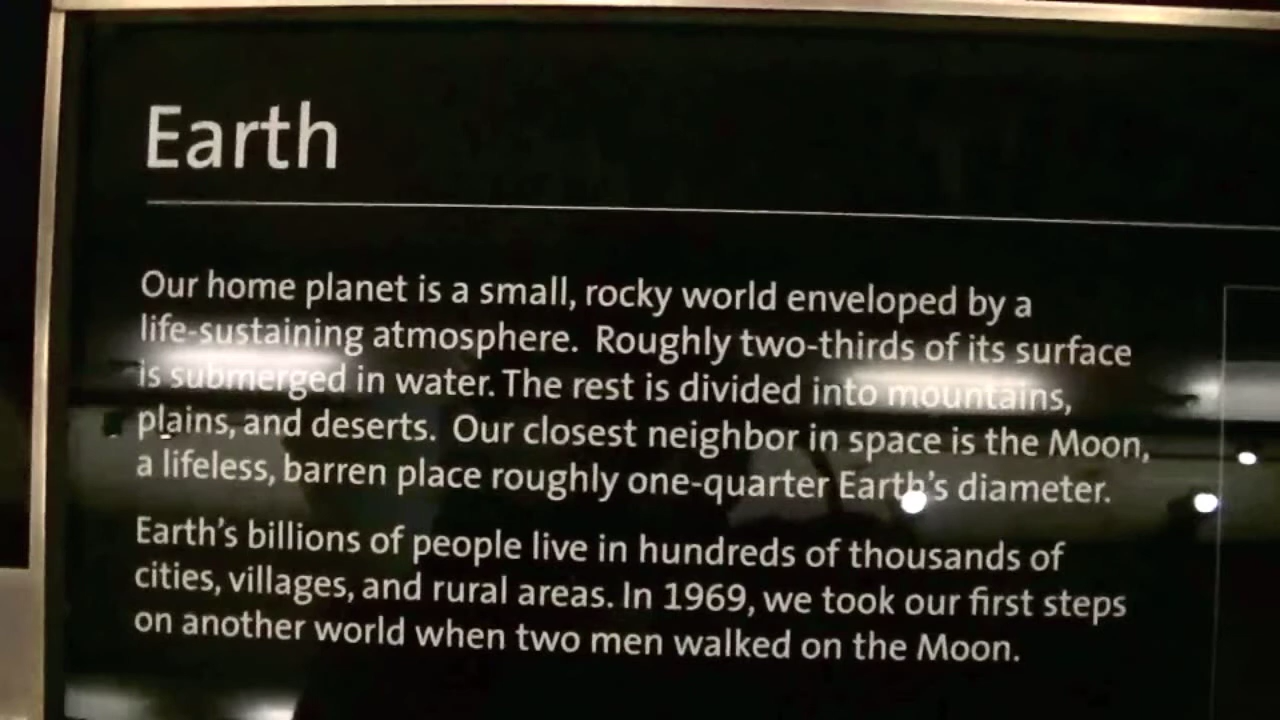 Earth
Our home planet is a small, rocky world enveloped by a
life-sustaining atmosphere. Roughly two-thirds of its surface
is submerged in water. The rest is divided into mountains,
plains, and deserts. Our closest neighbor in space is the Moon,
a lifeless, barren place roughly one-quarter Earth's diameter.
Earth's billions of people live in hundreds of thousands of
cities, villages, and rural areas. In 1969, we took our first steps
on another world when two men walked on the Moon.